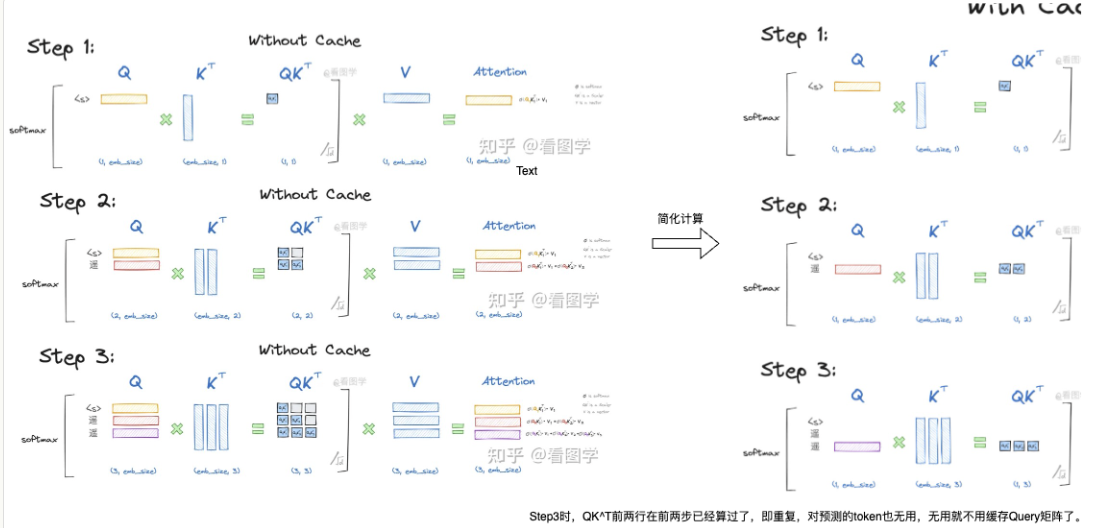 With Cac
Step 1:
Without Cache
Q
K^T
QK^T
@看图学
V
Attention
<s>
softmax
(1, emb_size)
(emb_size, 1)
(1, 1)
(1, emb_size)
(1, emb_size)
知乎 @看图学
Text
Step 2:
Without Cache
Q
K^T
QK^T
@看图学
V
Attention
<s>
遥
softmax
(2, emb_size)
(emb_size, 2)
(2, 2)
(2, emb_size)
(2, emb_size)
知乎 @看图学
Step 3:
Without Cache
Q
K^T
QK^T
@看图学
V
Attention
<s>
遥
遥
softmax
(3, emb_size)
(emb_size, 3)
(3, 3)
(3, emb_size)
(3, emb_size)
知乎 @看图学
简化计算
Step 1:
Q
K^T
QK^T
<s>
softmax
(1, emb_size)
(emb_size, 1)
(1, 1)
Step 2:
Q
K^T
QK^T
<s>
遥
softmax
(1, emb_size)
(emb_size, 2)
(1, 2)
Step 3:
Q
K^T
QK^T
<s>
遥
遥
softmax
(1, emb_size)
(emb_size, 3)
(1, 3)
Step3时，QK^T前两行在前两步已经算过了，即重复，对预测的token也无用，无用就不用缓存Query矩阵了。